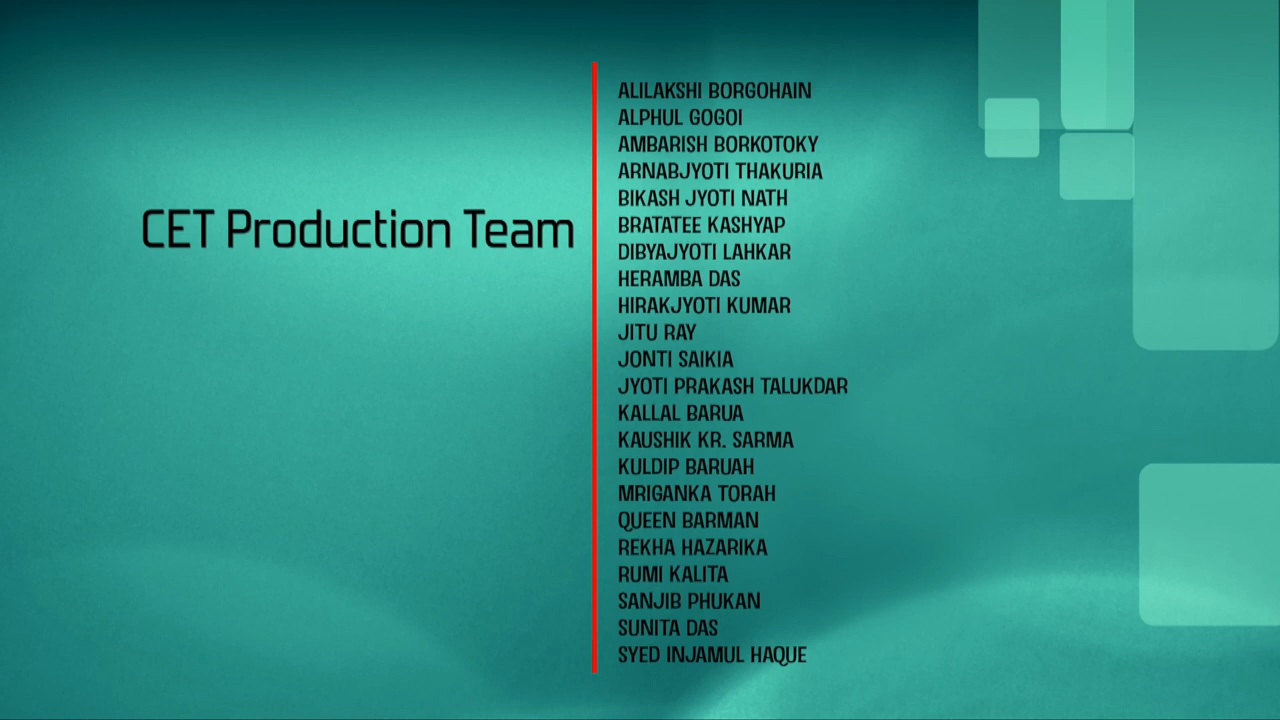 CET Production Team
ALILAKSHI BORGOHAIN
ALPHUL GOGOI
AMBARISH BORKOTOKY
ARNABJYOTI THAKURIA
BIKASH JYOTI NATH
BRATATEE KASHYAP
DIBYAJYOTI LAHKAR
HERAMBA DAS
HIRAKJYOTI KUMAR
JITU RAY
JONTI SAIKIA
JYOTI PRAKASH TALUKDAR
KALLAL BARUA
KAUSHIK KR. SARMA
KULDIP BARUAH
MRIGANKA TORAH
QUEEN BARMAN
REKHA HAZARIKA
RUMI KALITA
SANJIB PHUKAN
SUNITA DAS
SYED INJAMUL HAQUE